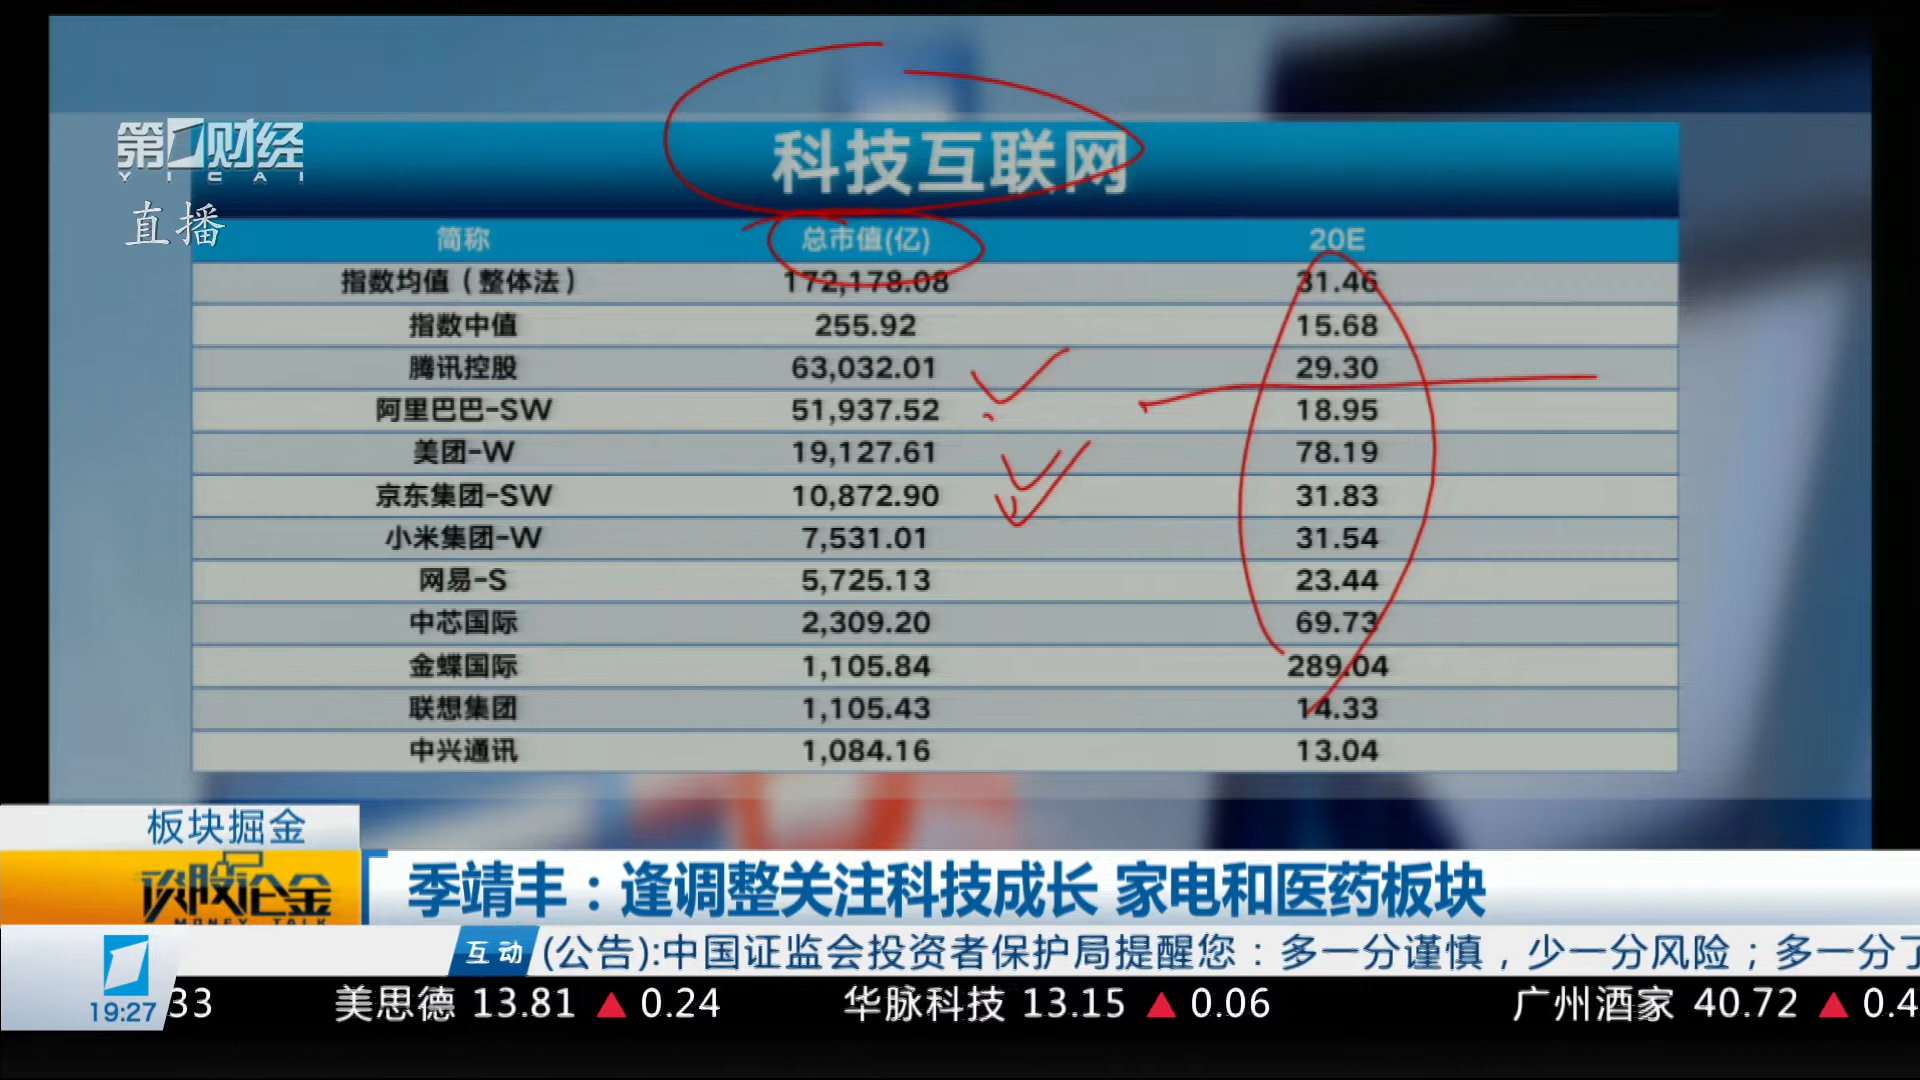 科技互联网
第1财经
YICAI
直播
简称 总市值(亿) 20E
指数均值（整体法） 172,178.08 31.46
指数中值 255.92 15.68
腾讯控股 63,032.01 29.30
阿里巴巴-SW 51,937.52 18.95
美团-W 19,127.61 78.19
京东集团-SW 10,872.90 31.83
小米集团-W 7,531.01 31.54
网易-S 5,725.13 23.44
中芯国际 2,309.20 69.73
金蝶国际 1,105.84 289.04
联想集团 1,105.43 14.33
中兴通讯 1,084.16 13.04
板块掘金
谈股论金
MONEY TALK
季靖丰：逢调整关注科技成长 家电和医药板块
互动 (公告):中国证监会投资者保护局提醒您：多一分谨慎，少一分风险；多一分了
19:27 33 美思德 13.81 ▲ 0.24 华脉科技 13.15 ▲ 0.06 广州酒家 40.72 ▲ 0.4